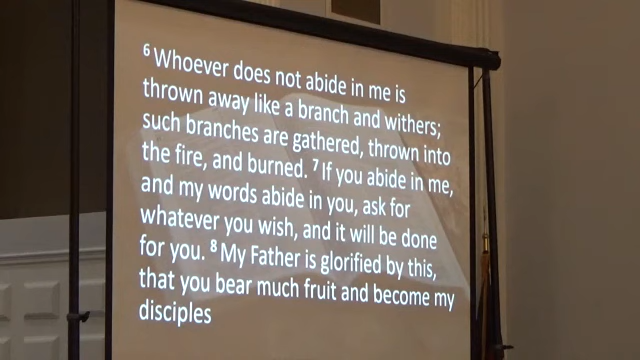 6 Whoever does not abide in me is
thrown away like a branch and withers;
such branches are gathered, thrown into
the fire, and burned. 7 If you abide in me,
and my words abide in you, ask for
whatever you wish, and it will be done
for you. 8 My Father is glorified by this,
that you bear much fruit and become my
disciples